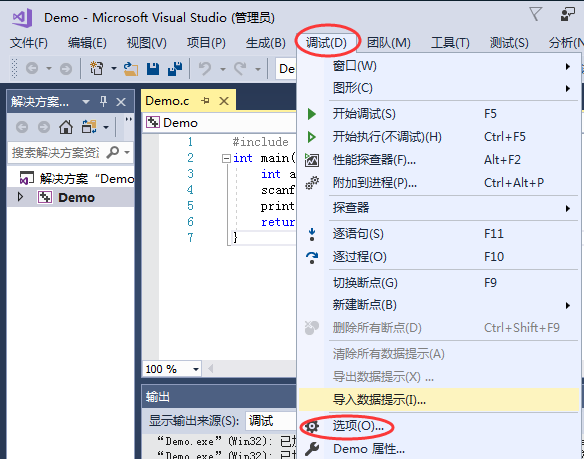 Demo - Microsoft Visual Studio (管理员)
文件(F) 编辑(E) 视图(V) 项目(P) 生成(B) 调试(D) 团队(M) 工具(T) 测试(S) 分析(N
De
解决方案...
搜索解决方案资源
解决方案“Demo
Demo
Demo.c
Demo
1 #include
2 int main(
3 int a
4 scanf
5 print
6 retur
7 }
100 %
窗口(W)
图形(C)
开始调试(S) F5
开始执行(不调试)(H) Ctrl+F5
性能探查器(F)... Alt+F2
附加到进程(P)... Ctrl+Alt+P
探查器
逐语句(S) F11
逐过程(O) F10
切换断点(G) F9
新建断点(B)
删除所有断点(D) Ctrl+Shift+F9
清除所有数据提示(A)
导出数据提示(X) ...
导入数据提示(I)...
选项(O)...
Demo 属性...
输出
显示输出来源(S): 调试
“Demo.exe”(Win32): 已加